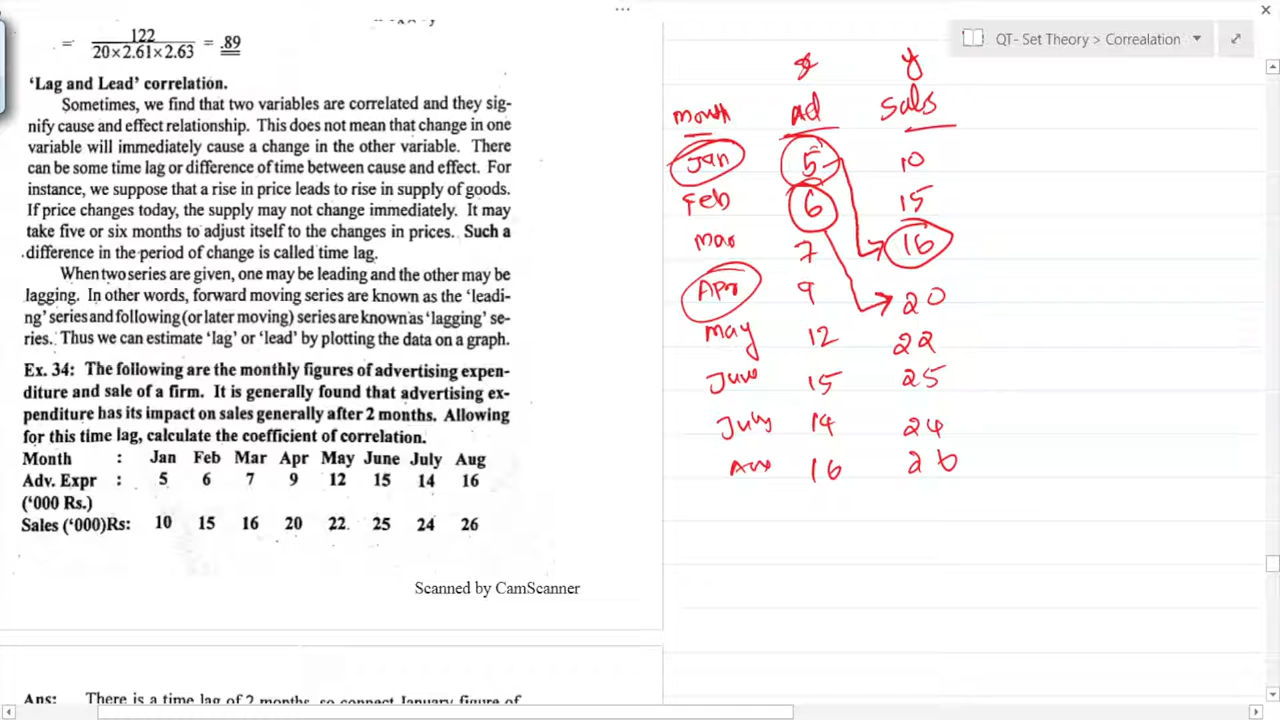 = 122 / 20×2.61×2.63 = .89
‘Lag and Lead’ correlation.
Sometimes, we find that two variables are correlated and they sig-
nify cause and effect relationship. This does not mean that change in one
variable will immediately cause a change in the other variable. There
can be some time lag or difference of time between cause and effect. For
instance, we suppose that a rise in price leads to rise in supply of goods.
If price changes today, the supply may not change immediately. It may
take five or six months to adjust itself to the changes in prices. Such a
difference in the period of change is called time lag.
When two series are given, one may be leading and the other may be
lagging. In other words, forward moving series are known as the ‘leadi-
ng’ series and following (or later moving) series are known as ‘lagging’ se-
ries. Thus we can estimate ‘lag’ or ‘lead’ by plotting the data on a graph.
Ex. 34: The following are the monthly figures of advertising expen-
diture and sale of a firm. It is generally found that advertising ex-
penditure has its impact on sales generally after 2 months. Allowing
for this time lag, calculate the coefficient of correlation.
Month : Jan Feb Mar Apr May June July Aug
Adv. Expr : 5 6 7 9 12 15 14 16
(‘000 Rs.)
Sales (‘000)Rs: 10 15 16 20 22 25 24 26
Scanned by CamScanner
Ans: There is a time lag of 2 months, so connect January figure of
QT- Set Theory > Correalation
x y
month ad Sales
Jan 5 10
Feb 6 15
Mar 7 16
Apr 9 20
may 12 22
June 15 25
July 14 24
16 26